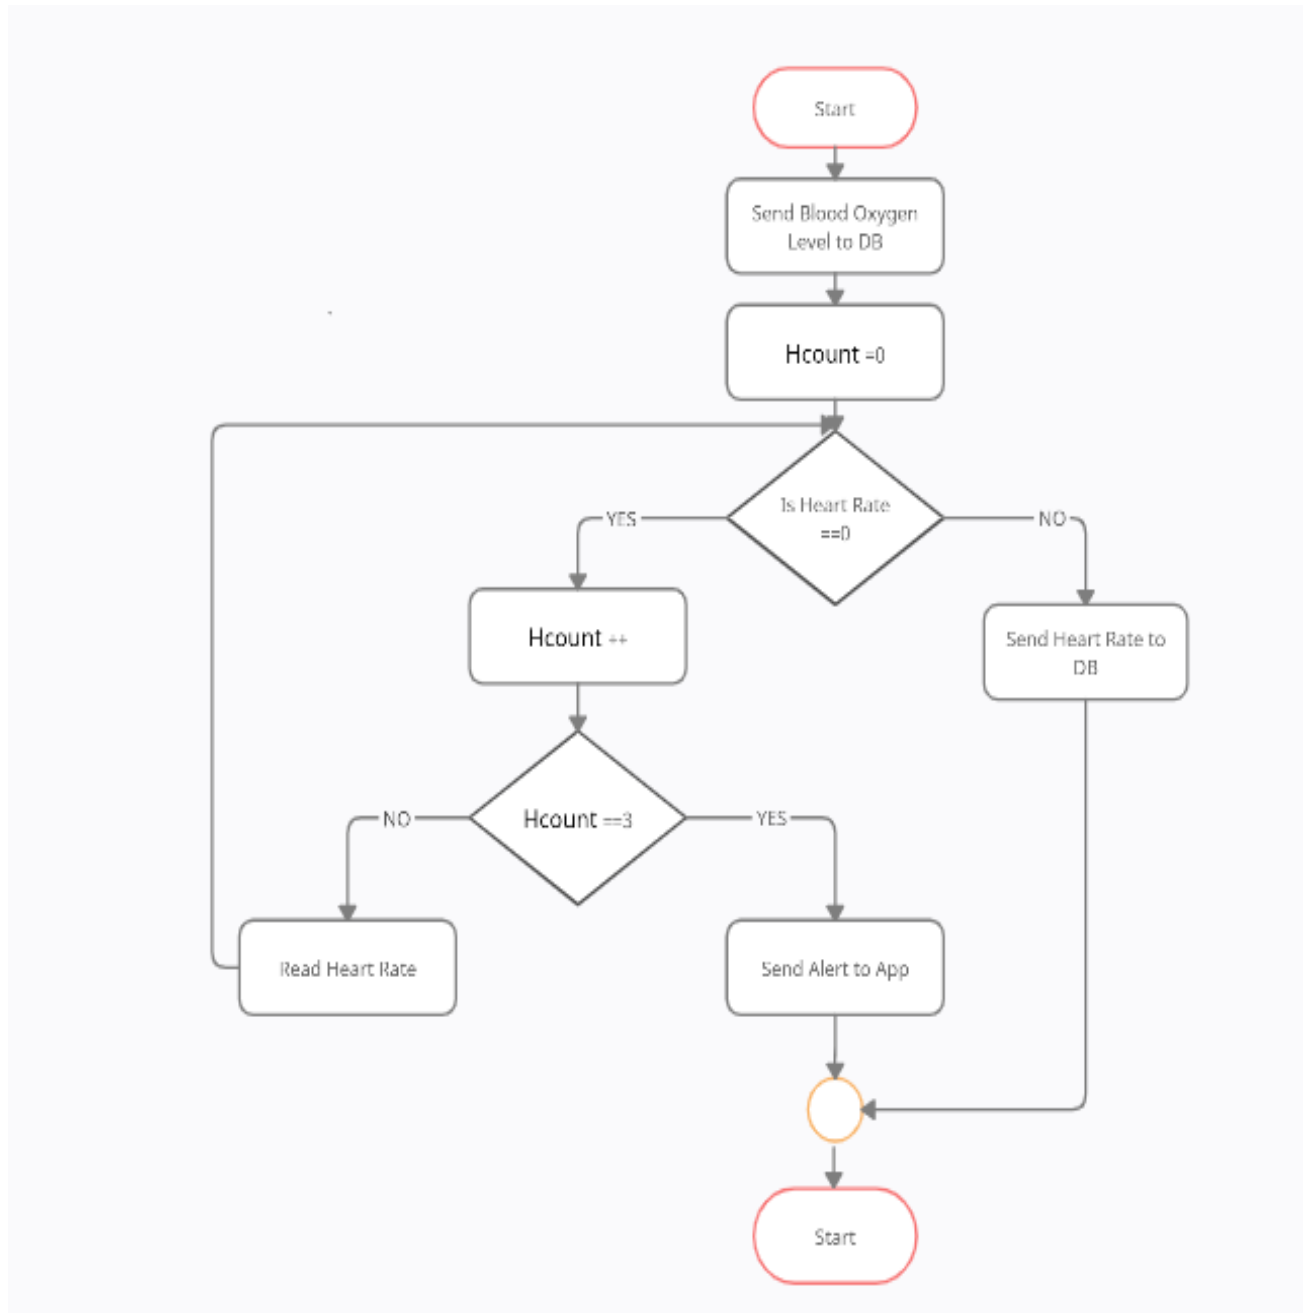 Start
Send Blood Oxygen
Level to DB
Hcount =0
Is Heart Rate
==0
YES
NO
Hcount ++
Send Heart Rate to
DB
Hcount ==3
NO
YES
Read Heart Rate
Send Alert to App
Start